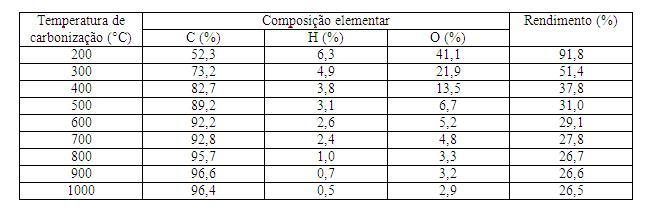 Temperatura de carbonização (°C) Composição elementar Rendimento (%)
C (%) H (%) O (%)
200 52,3 6,3 41,1 91,8
300 73,2 4,9 21,9 51,4
400 82,7 3,8 13,5 37,8
500 89,2 3,1 6,7 31,0
600 92,2 2,6 5,2 29,1
700 92,8 2,4 4,8 27,8
800 95,7 1,0 3,3 26,7
900 96,6 0,7 3,2 26,6
1000 96,4 0,5 2,9 26,5